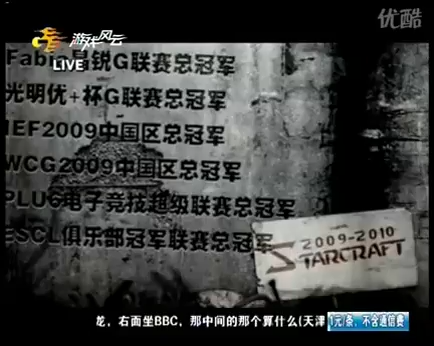 优酷
游戏风云
LIVE
Fab 锐G联赛总冠军
光明优+杯G联赛总冠军
IEF2009中国区总冠军
WCG2009中国区总冠军
PLU6电子竞技超级联赛总冠军
ESCL俱乐部冠军联赛总冠军
2009-2010
STARCRAFT
龙，右面坐BBC，那中间的那个算什么(天津
1元/条，不含通信费